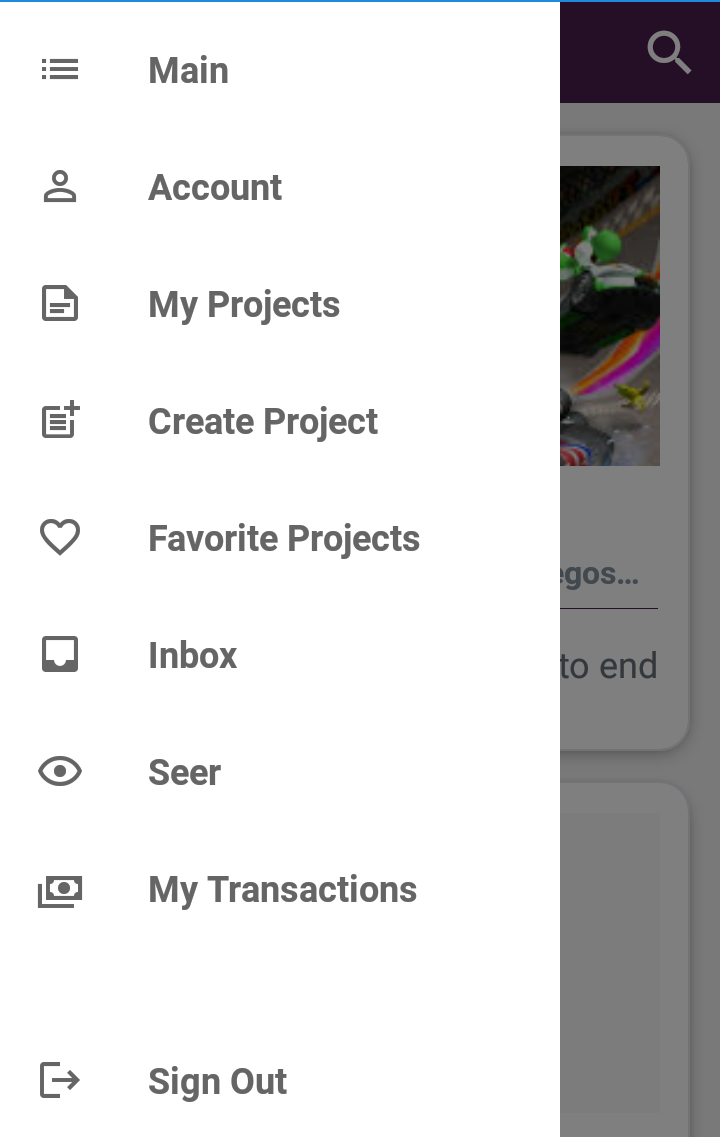 Main
Account
My Projects
Create Project
Favorite Projects
egos...
Inbox
to end
Seer
My Transactions
Sign Out